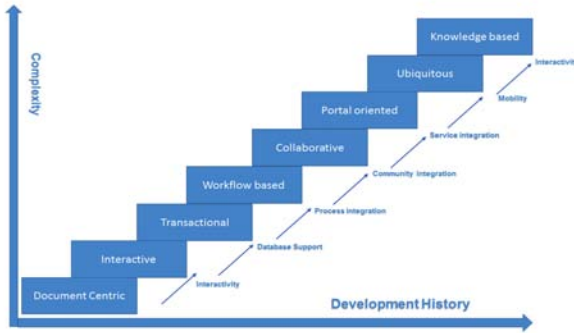 Knowledge based
Interactivit
Ubiquitous
Mobility
Portal oriented
Service integration
Collaborative
Community integration
Workflow based
Process integration
Transactional
Database Support
Interactive
Interactivity
Document Centric
Complexity
Development History